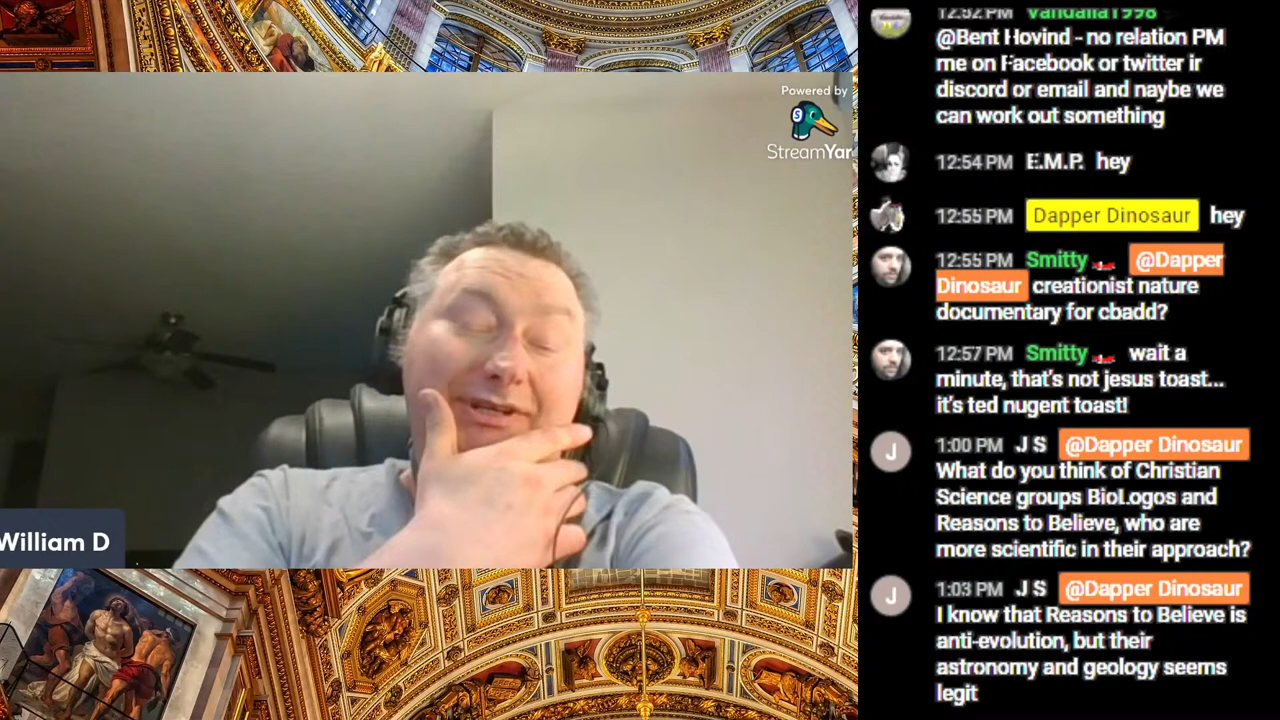 12:52 PM Vandalia1998
@Bent Hovind - no relation PM
me on Facebook or twitter ir
discord or email and naybe we
can work out something
12:54 PM E.M.P. hey
12:55 PM Dapper Dinosaur hey
12:55 PM Smitty @Dapper
Dinosaur creationist nature
documentary for cbadd?
12:57 PM Smitty wait a
minute, that's not jesus toast...
it's ted nugent toast!
J
1:00 PM J S @Dapper Dinosaur
What do you think of Christian
Science groups BioLogos and
Reasons to Believe, who are
more scientific in their approach?
J
1:03 PM J S @Dapper Dinosaur
I know that Reasons to Believe is
anti-evolution, but their
astronomy and geology seems
legit
Powered by
S
StreamYar
William D